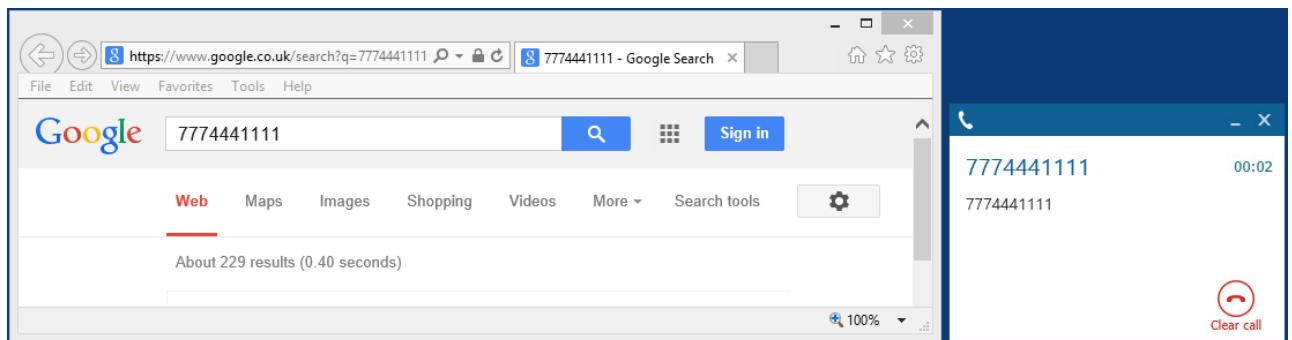 https://www.google.co.uk/search?q=7774441111
7774441111 - Google Search
File Edit View Favorites Tools Help
Google 7774441111 Sign in
Web Maps Images Shopping Videos More Search tools
About 229 results (0.40 seconds)
100%
7774441111 00:02
7774441111
Clear call